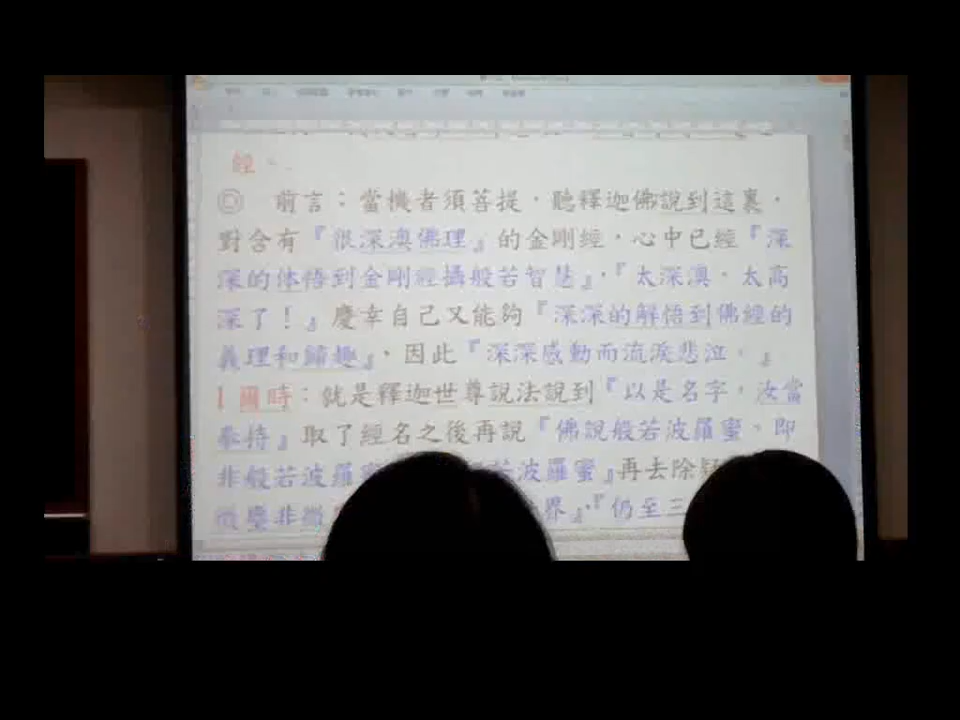 經
◎ 前言：當機者須菩提，聽釋迦佛說到這裏，
對含有『很深澳佛理』的金剛經，心中已經『深
深的体悟到金剛經攝般若智慧』，『太深澳，太高
深了！』慶幸自己又能夠『深深的解悟到佛經的
義理和歸趣』，因此『深深感動而流淚悲泣。』
1 爾時：就是釋迦世尊說法說到『以是名字，汝當
奉持』取了經名之後再說『佛說般若波羅蜜，即
非般若波羅 若波羅蜜』再去除疑
微塵非微 界』，『仍至三